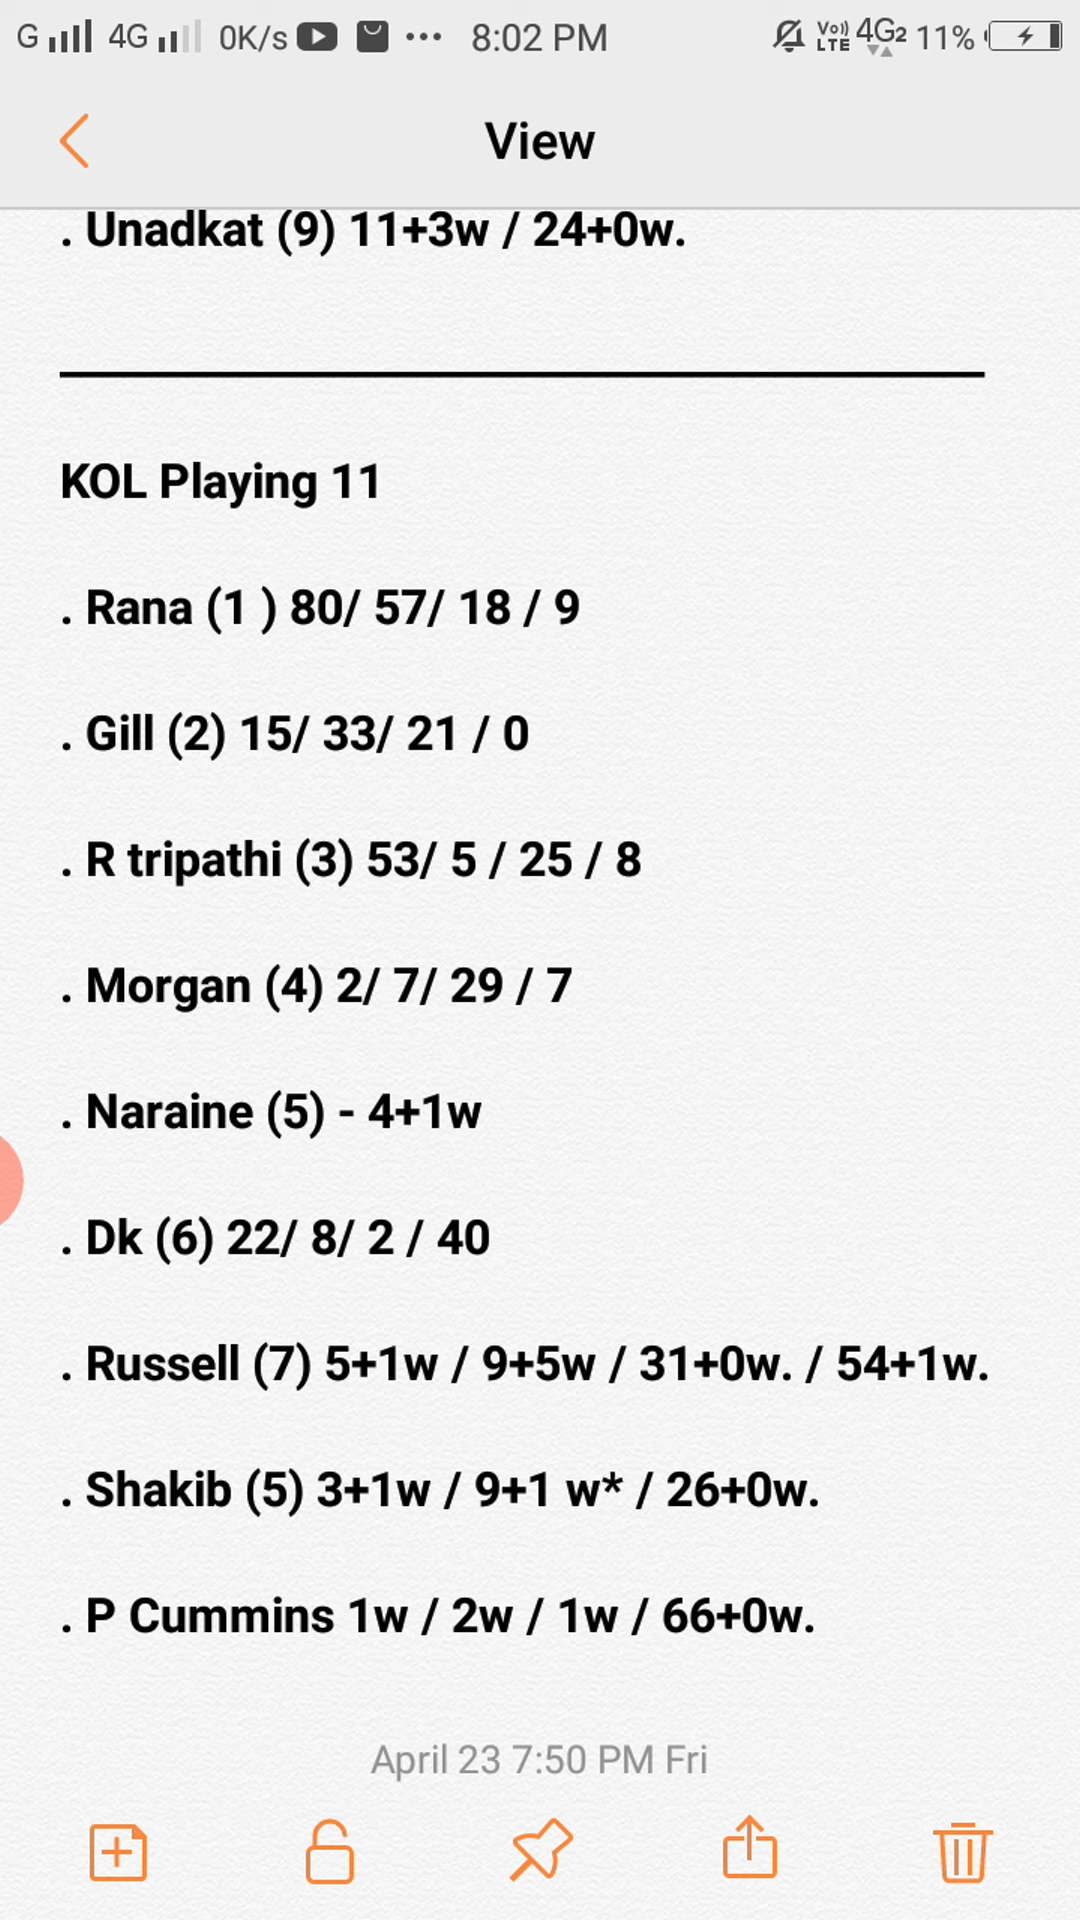 G 4G 0K/s ... 8:02 PM Vo)) LTE 4G2 11%
View
. Unadkat (9) 11+3w / 24+0w.
KOL Playing 11
. Rana (1 ) 80/ 57/ 18 / 9
. Gill (2) 15/ 33/ 21 / 0
. R tripathi (3) 53/ 5 / 25 / 8
. Morgan (4) 2/ 7/ 29 / 7
. Naraine (5) - 4+1w
. Dk (6) 22/ 8/ 2 / 40
. Russell (7) 5+1w / 9+5w / 31+0w. / 54+1w.
. Shakib (5) 3+1w / 9+1 w* / 26+0w.
. P Cummins 1w / 2w / 1w / 66+0w.
April 23 7:50 PM Fri